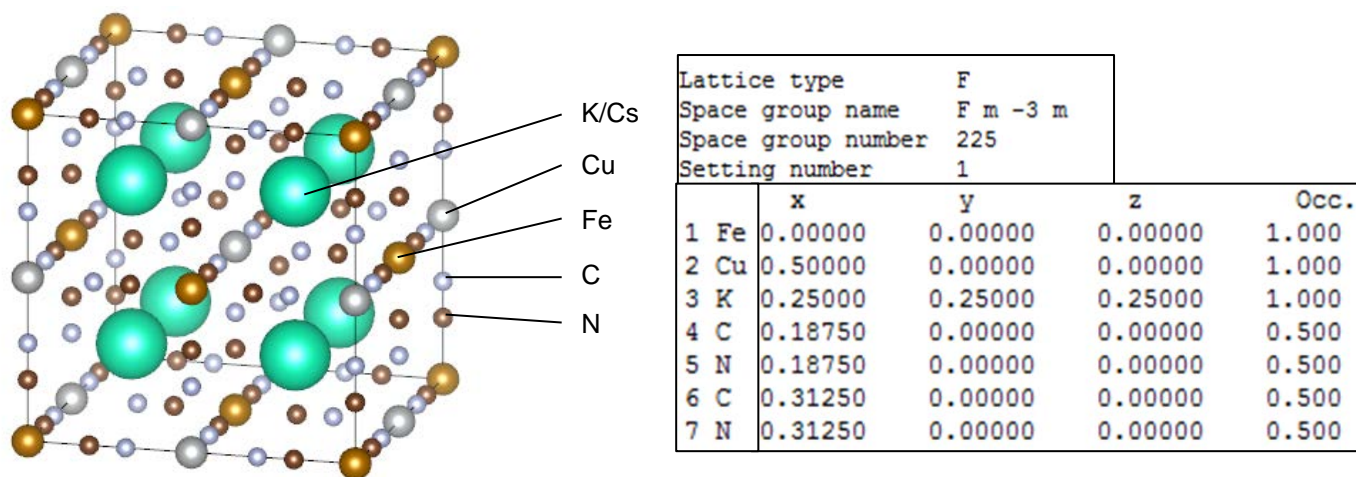 K/Cs
Cu
Fe
C
N
Lattice type F
Space group name F m -3 m
Space group number 225
Setting number 1
x y z Occ.
1 Fe 0.00000 0.00000 0.00000 1.000
2 Cu 0.50000 0.00000 0.00000 1.000
3 K 0.25000 0.25000 0.25000 1.000
4 C 0.18750 0.00000 0.00000 0.500
5 N 0.18750 0.00000 0.00000 0.500
6 C 0.31250 0.00000 0.00000 0.500
7 N 0.31250 0.00000 0.00000 0.500